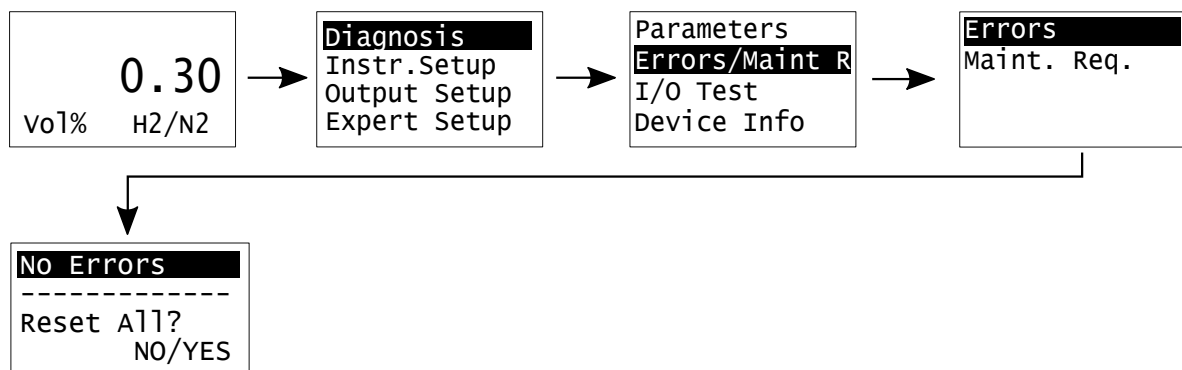 0.30
Vol% H2/N2
Diagnosis
Instr.Setup
Output Setup
Expert Setup
Parameters
Errors/Maint R
I/O Test
Device Info
Errors
Maint. Req.
No Errors
-------------
Reset All?
NO/YES